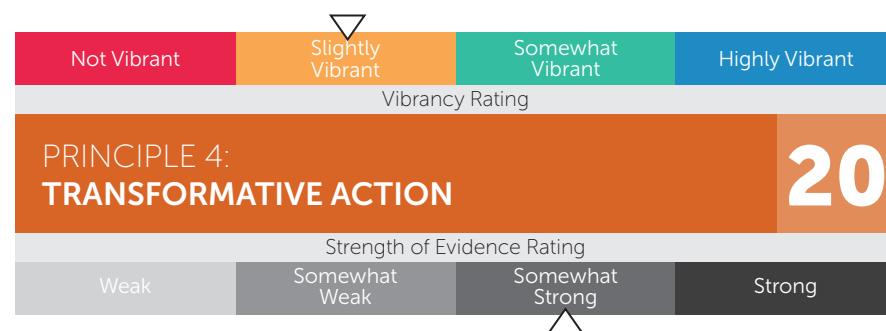 Not Vibrant
Slightly
Vibrant
Somewhat
Vibrant
Highly Vibrant
Vibrancy Rating
PRINCIPLE 4:
TRANSFORMATIVE ACTION
20
Strength of Evidence Rating
Weak
Somewhat
Weak
Somewhat
Strong
Strong